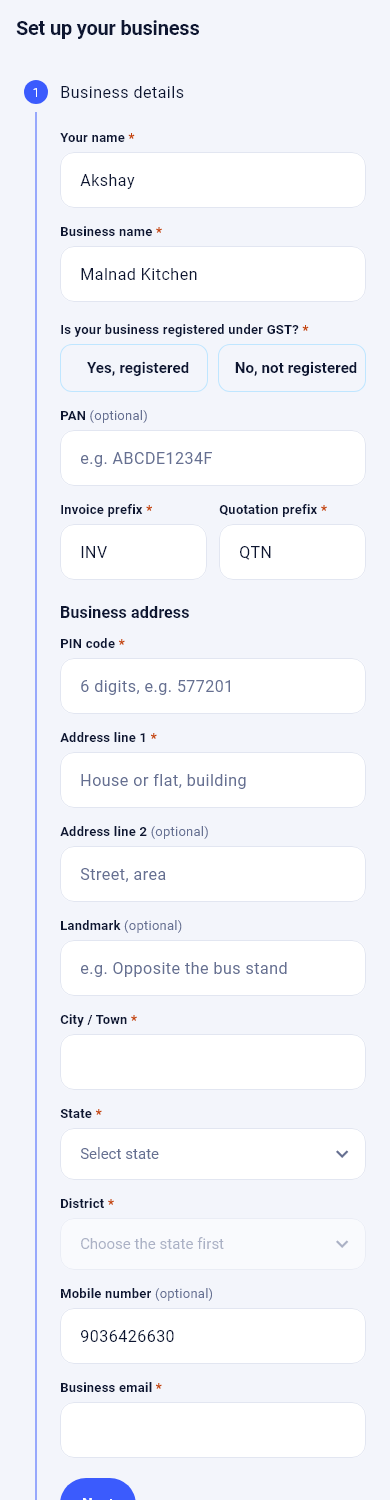 Set up your business
1 Business details
Your name *
Akshay
Business name *
Malnad Kitchen
Is your business registered under GST? *
Yes, registered No, not registered
PAN (optional)
e.g. ABCDE1234F
Invoice prefix * Quotation prefix *
INV QTN
Business address
PIN code *
6 digits, e.g. 577201
Address line 1 *
House or flat, building
Address line 2 (optional)
Street, area
Landmark (optional)
e.g. Opposite the bus stand
City / Town *
State *
Select state
District *
Choose the state first
Mobile number (optional)
9036426630
Business email *